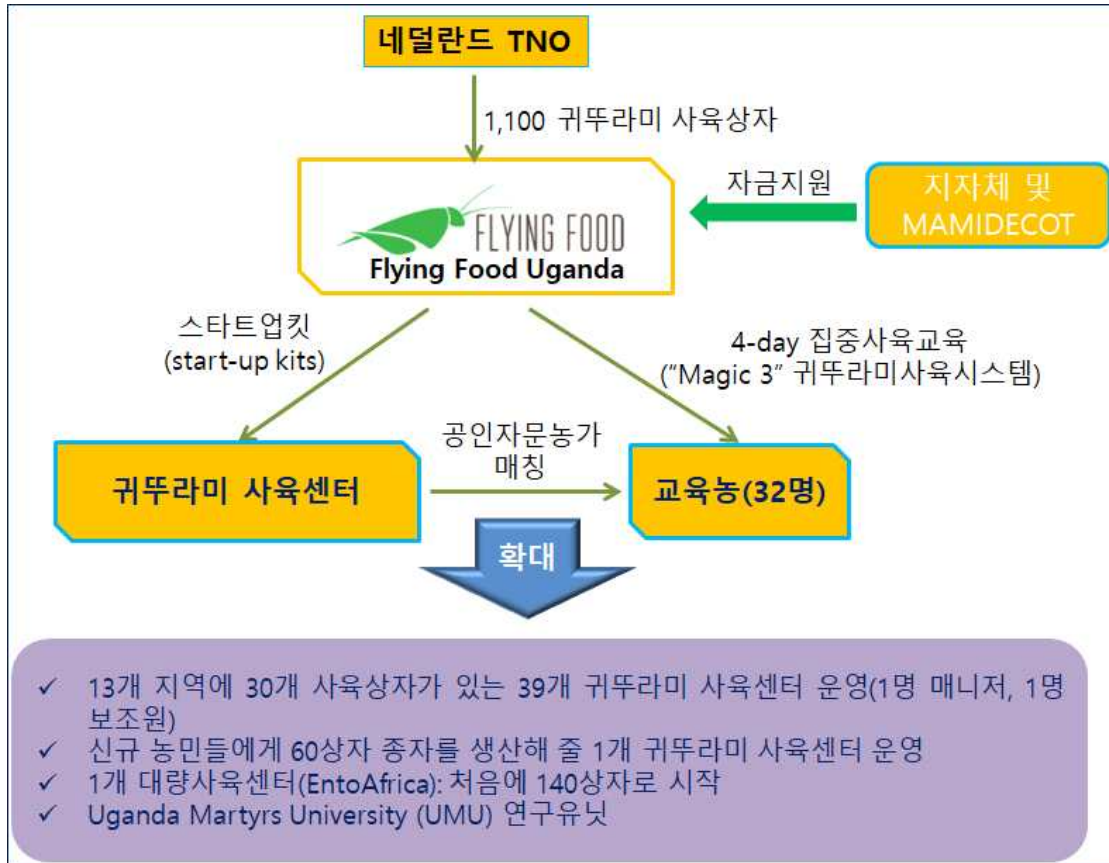 네덜란드 TNO
1,100 귀뚜라미 사육상자
FLYING FOOD
Flying Food Uganda
자금지원
지자체 및
MAMIDECOT
스타트업킷
(start-up kits)
4-day 집중사육교육
("Magic 3" 귀뚜라미사육시스템)
귀뚜라미 사육센터
공인자문농가
매칭
교육농(32명)
확대
✓ 13개 지역에 30개 사육상자가 있는 39개 귀뚜라미 사육센터 운영(1명 매니저, 1명
보조원)
✓ 신규 농민들에게 60상자 종자를 생산해 줄 1개 귀뚜라미 사육센터 운영
✓ 1개 대량사육센터(EntoAfrica): 처음에 140상자로 시작
✓ Uganda Martyrs University (UMU) 연구유닛